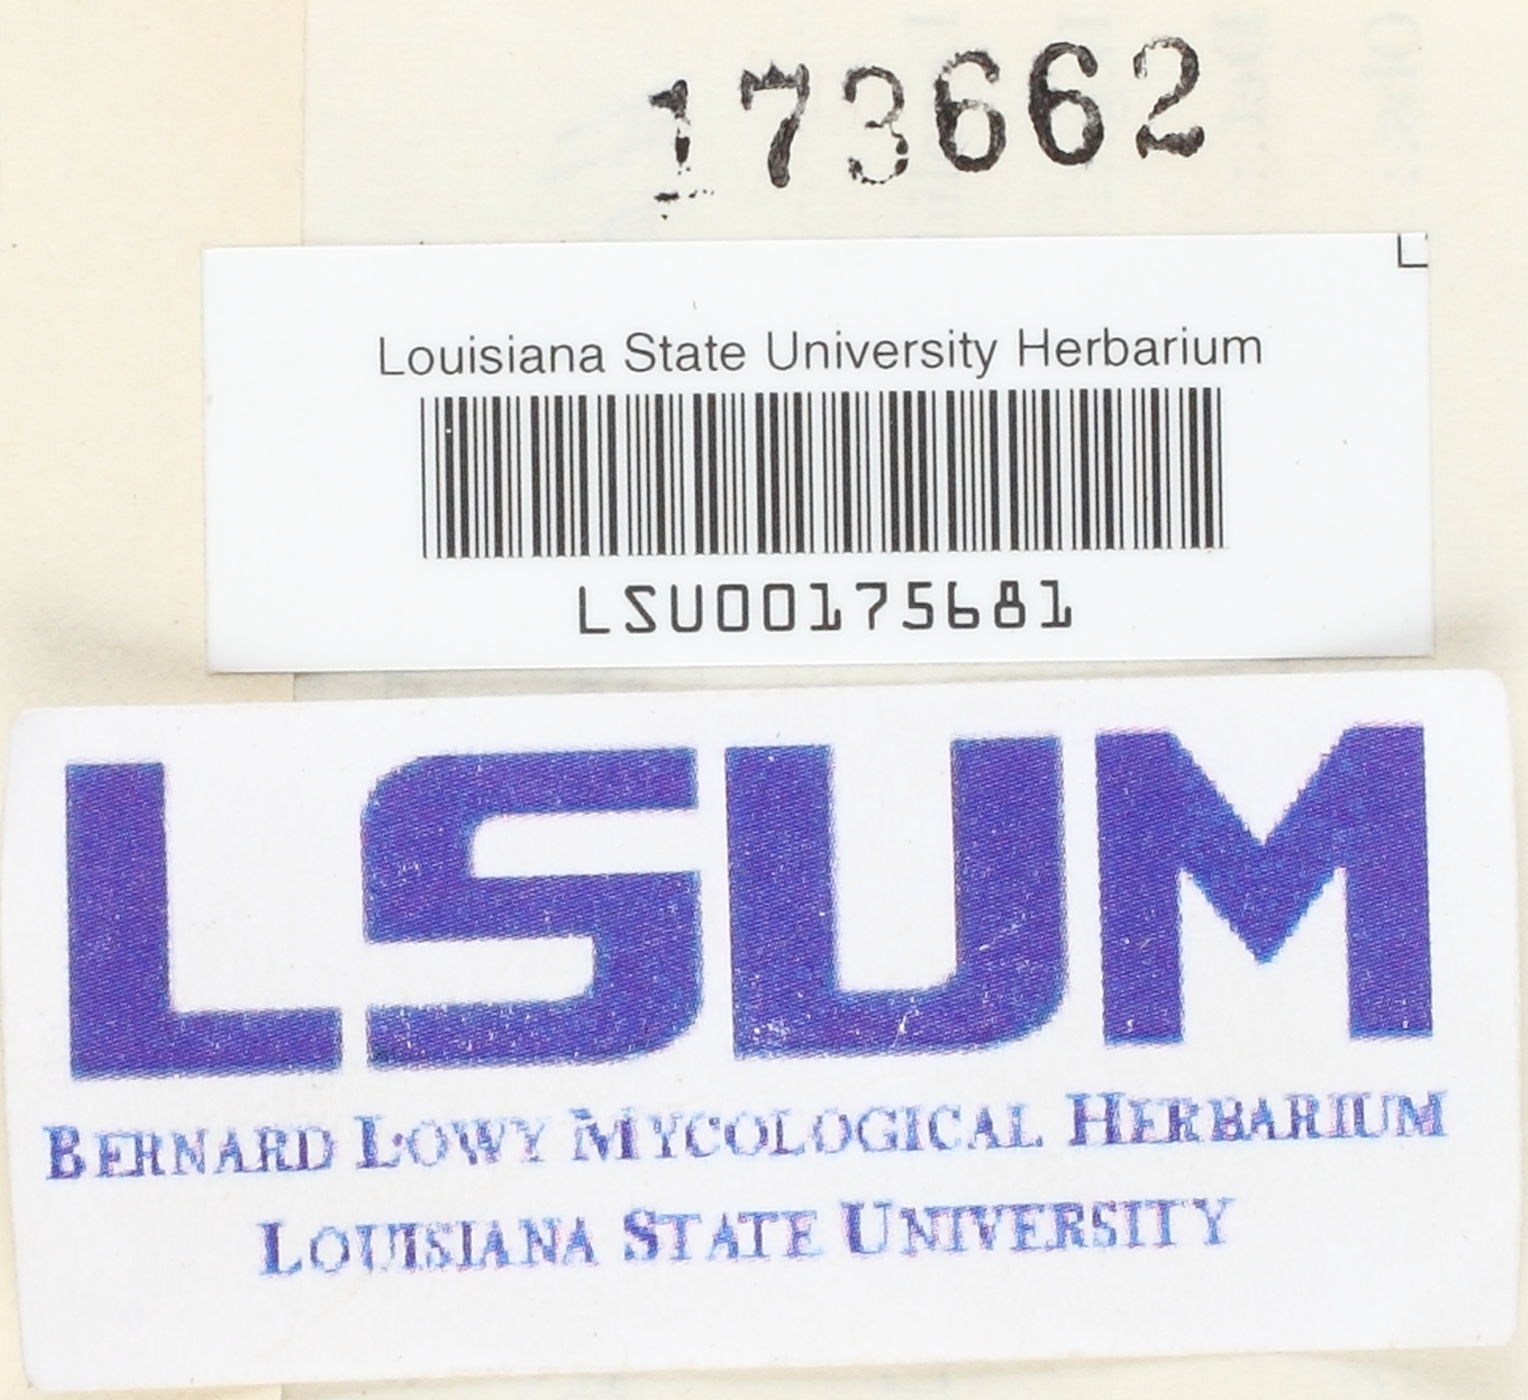 173662
Louisiana State University Herbarium
LSU00175681
LSUM
BERNARD LOWY MYCOLOGICAL HERBARIUM
LOUISIANA STATE UNIVERSITY